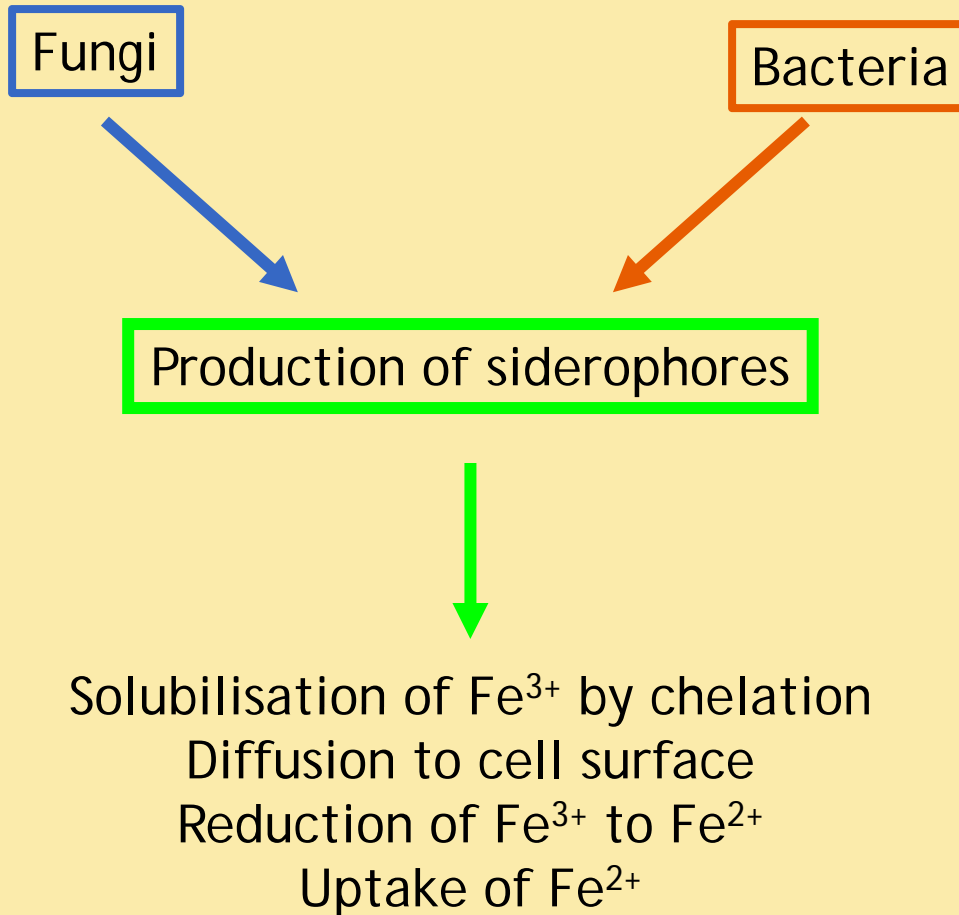 Fungi
Bacteria
Production of siderophores
Solubilisation of Fe³⁺ by chelation
Diffusion to cell surface
Reduction of Fe³⁺ to Fe²⁺
Uptake of Fe²⁺